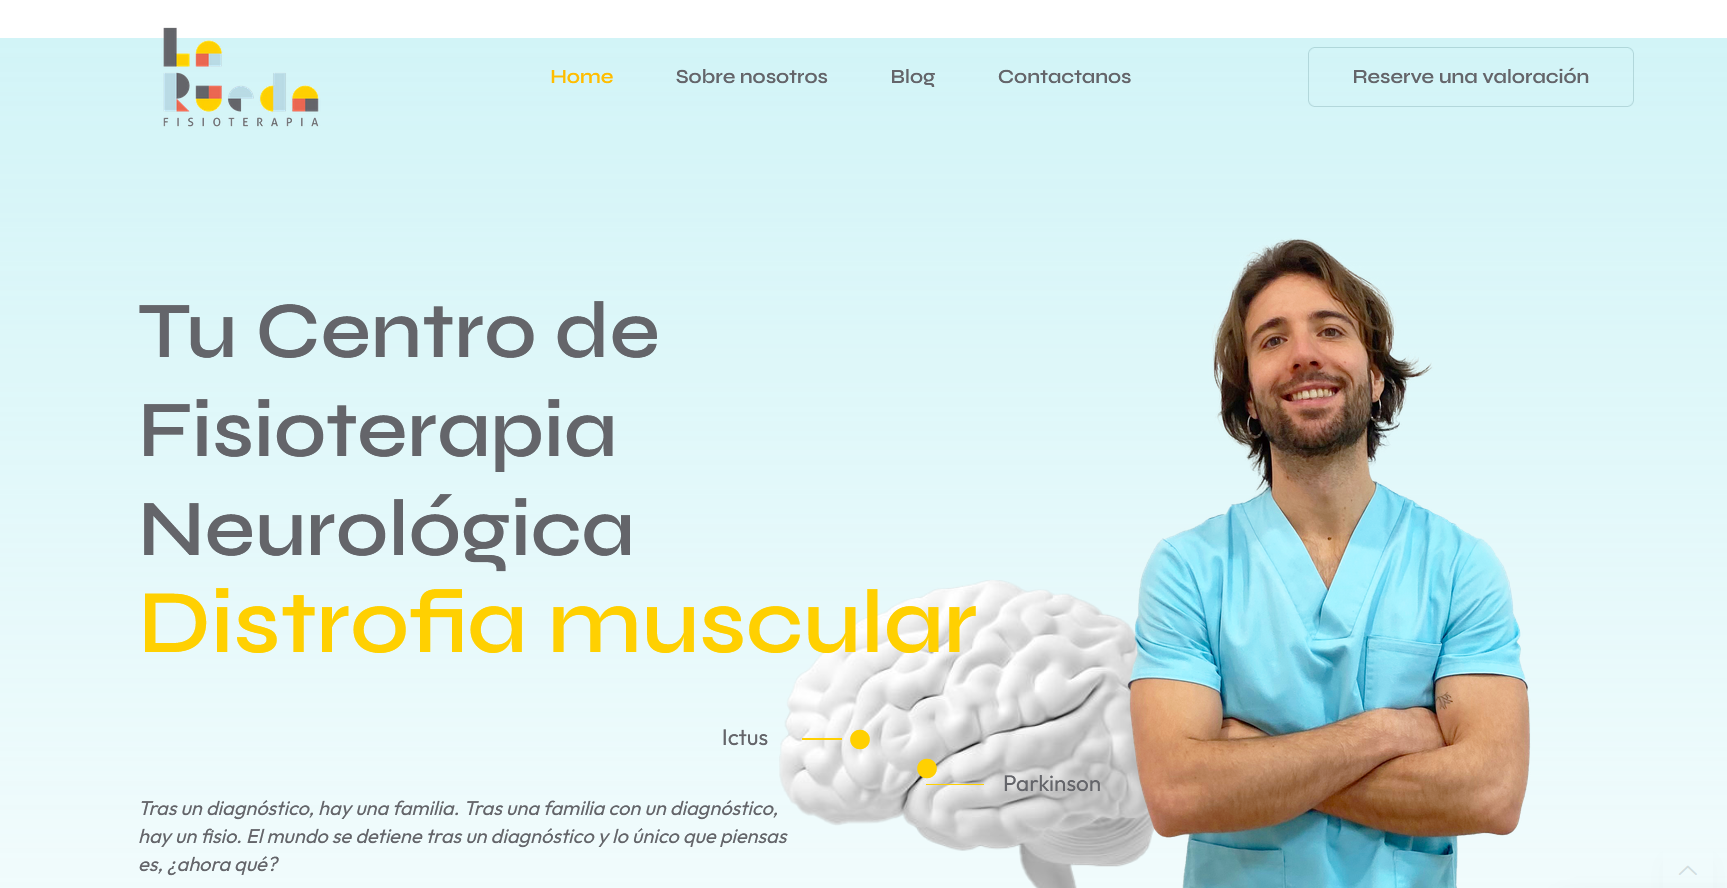 La
Rueda
FISIOTERAPIA
Home
Sobre nosotros
Blog
Contactanos
Reserve una valoración
Tu Centro de
Fisioterapia
Neurológica
Distrofia muscular
Ictus
Parkinson
Tras un diagnóstico, hay una familia. Tras una familia con un diagnóstico,
hay un fisio. El mundo se detiene tras un diagnóstico y lo único que piensas
es, ¿ahora qué?